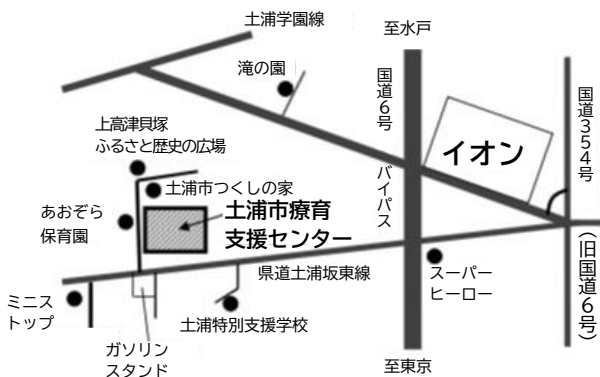 土浦学園線
至水戸
滝の園
国道6号
バイパス
イオン
国道354号
(旧国道6号)
上高津貝塚
ふるさと歴史の広場
土浦市つくしの家
あおぞら
保育園
土浦市療育
支援センター
県道土浦坂東線
スーパー
ヒーロー
ミニス
トップ
土浦特別支援学校
ガソリン
スタンド
至東京